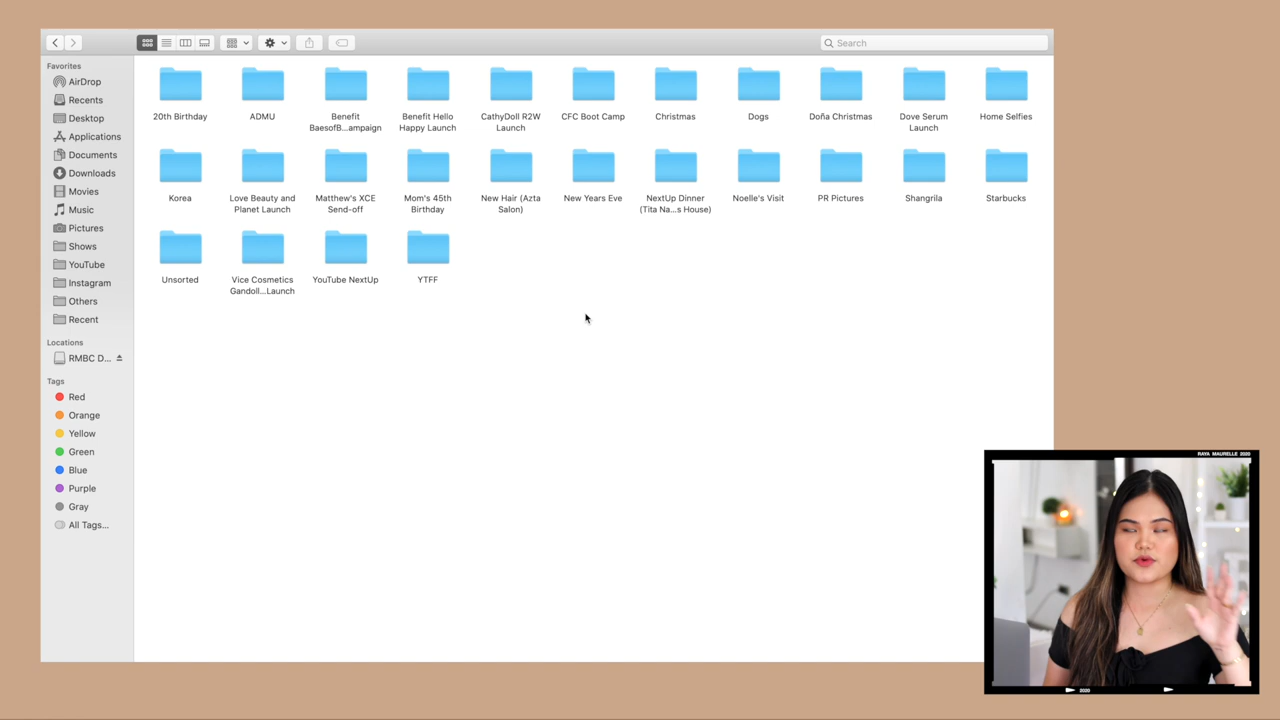 Search
Favorites
AirDrop
Recents
Desktop
Applications
Documents
Downloads
Movies
Music
Pictures
Shows
YouTube
Instagram
Others
Recent
Locations
RMBC D...
Tags
Red
Orange
Yellow
Green
Blue
Purple
Gray
All Tags...
20th Birthday
ADMU
Benefit
BaesofB...ampaign
Benefit Hello
Happy Launch
CathyDoll R2W
Launch
CFC Boot Camp
Christmas
Dogs
Doña Christmas
Dove Serum
Launch
Home Selfies
Korea
Love Beauty and
Planet Launch
Matthew's XCE
Send-off
Mom's 45th
Birthday
New Hair (Azta
Salon)
New Years Eve
NextUp Dinner
(Tita Na...s House)
Noelle's Visit
PR Pictures
Shangrila
Starbucks
Unsorted
Vice Cosmetics
Gandoll...Launch
YouTube NextUp
YTFF
RAYA MAURELLE 2020
2020